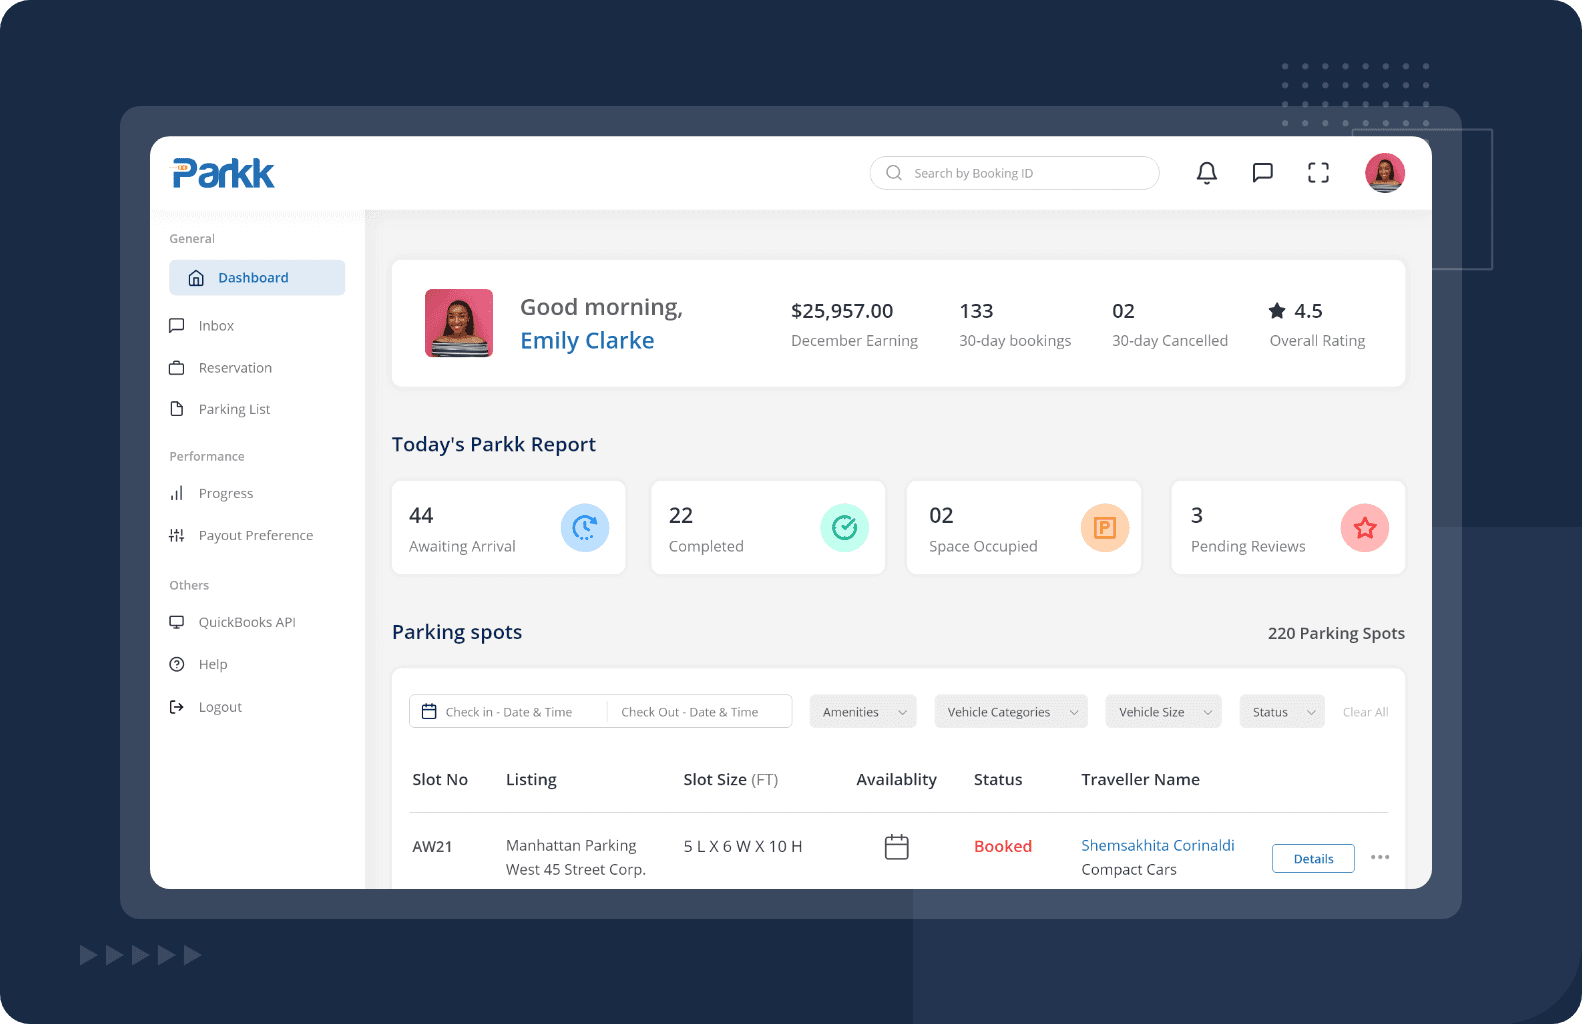 Parkk
Search by Booking ID
General
Dashboard
Inbox
Reservation
Parking List
Performance
Progress
Payout Preference
Others
QuickBooks API
Help
Logout
Good morning,
Emily Clarke
$25,957.00
December Earning
133
30-day bookings
02
30-day Cancelled
4.5
Overall Rating
Today's Parkk Report
44
Awaiting Arrival
22
Completed
02
Space Occupied
P
3
Pending Reviews
Parking spots
220 Parking Spots
Check in - Date & Time
Check Out - Date & Time
Amenities
Vehicle Categories
Vehicle Size
Status
Clear All
Slot No
Listing
Slot Size (FT)
Availablity
Status
Traveller Name
AW21
Manhattan Parking
West 45 Street Corp.
5 L X 6 W X 10 H
Booked
Shemsakhita Corinaldi
Compact Cars
Details